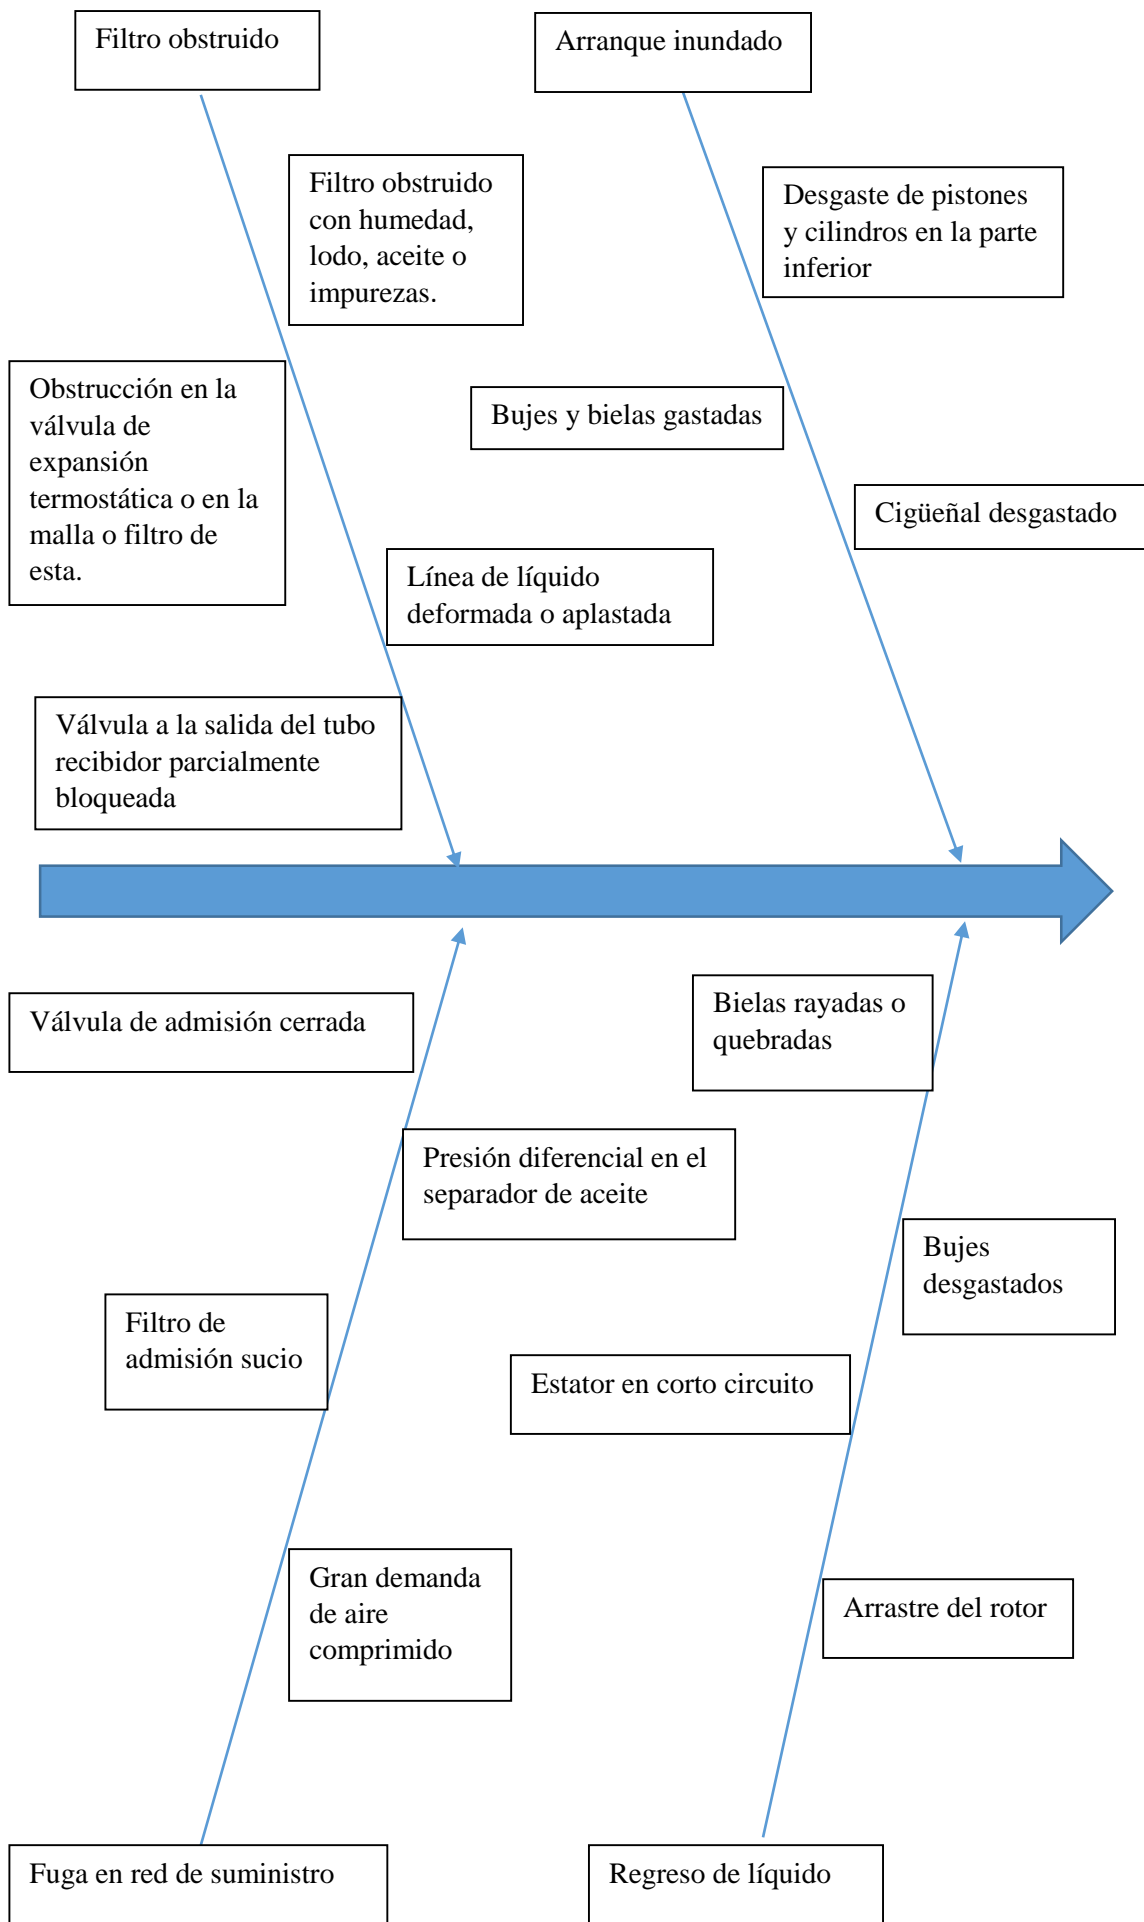 Filtro obstruido
Arranque inundado
Filtro obstruido
con humedad,
lodo, aceite o
impurezas.
Desgaste de pistones
y cilindros en la parte
inferior
Obstrucción en la
válvula de
expansión
termostática o en la
malla o filtro de
esta.
Bujes y bielas gastadas
Cigüeñal desgastado
Línea de líquido
deformada o aplastada
Válvula a la salida del tubo
recibidor parcialmente
bloqueada
Válvula de admisión cerrada
Bielas rayadas o
quebradas
Presión diferencial en el
separador de aceite
Bujes
desgastados
Filtro de
admisión sucio
Estator en corto circuito
Gran demanda
de aire
comprimido
Arrastre del rotor
Fuga en red de suministro
Regreso de líquido